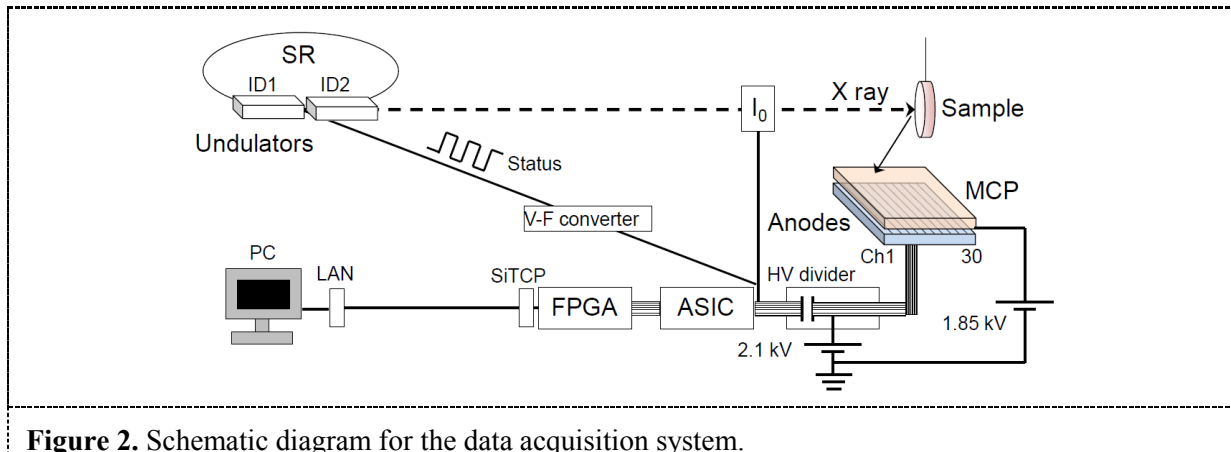 SR
ID1 ID2
Undulators
Status
I0
X ray
Sample
V-F converter
MCP
Anodes
Ch1 30
PC
LAN
SiTCP
FPGA
ASIC
HV divider
2.1 kV
1.85 kV
Figure 2. Schematic diagram for the data acquisition system.